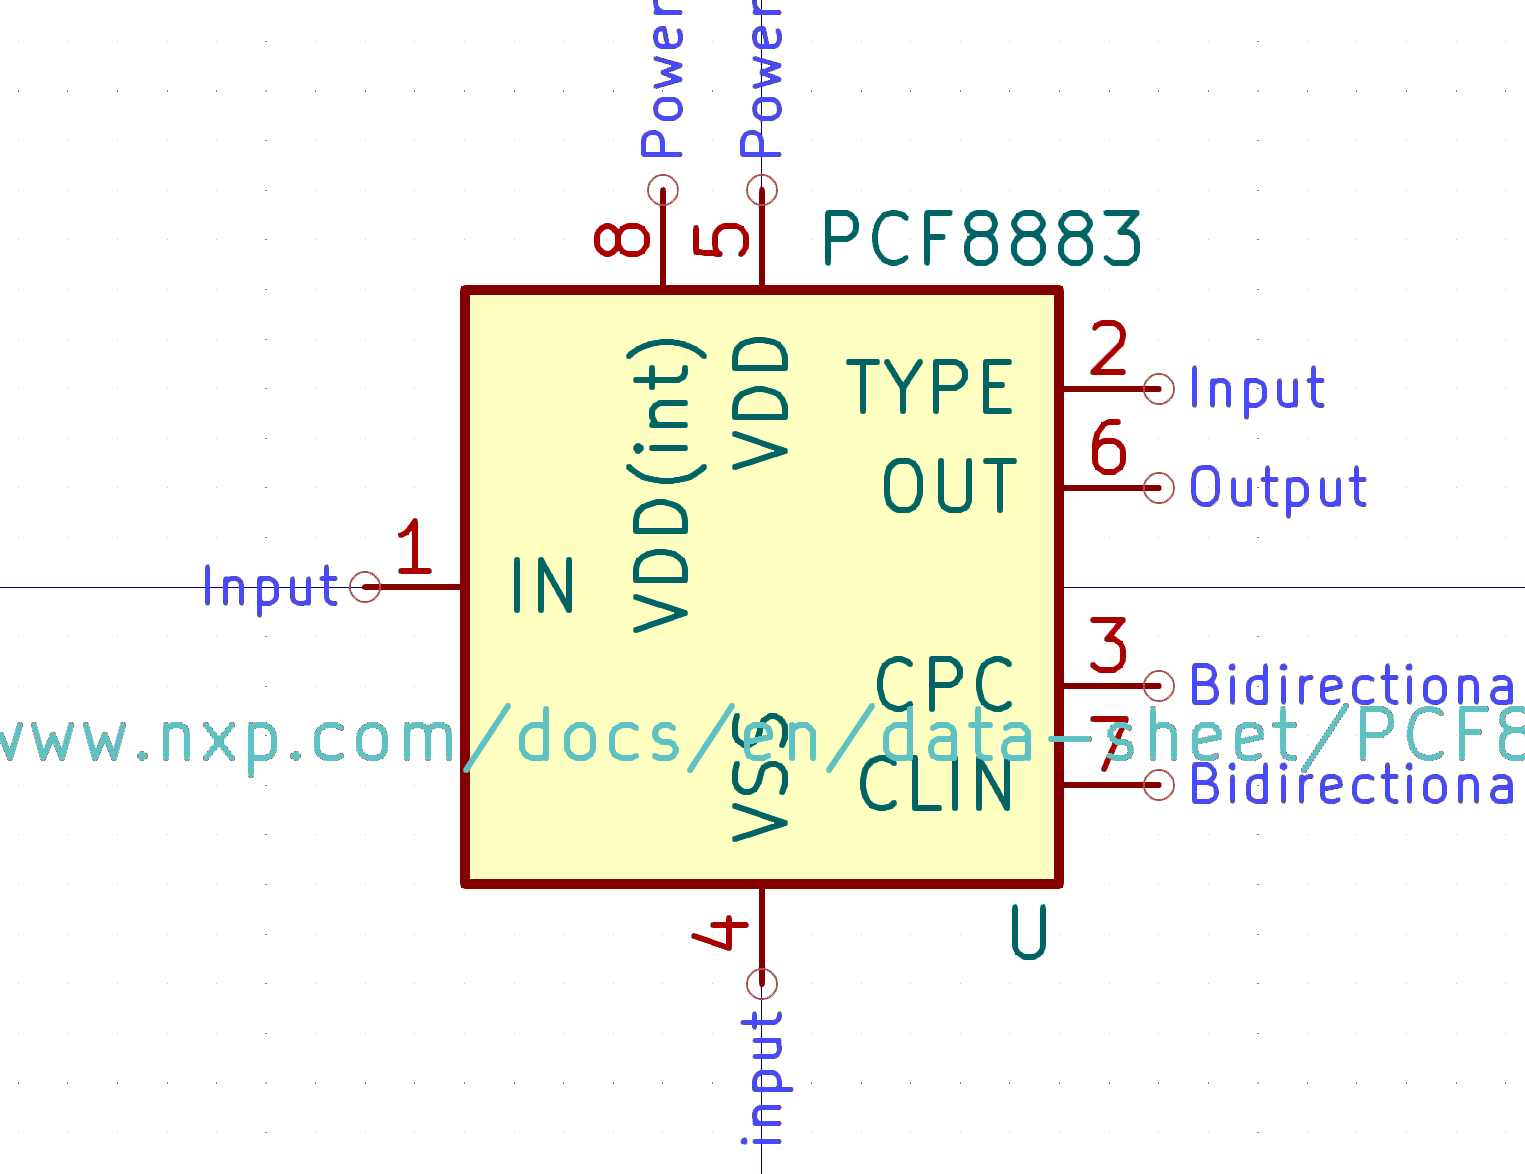 Power
Power
8
5
PCF8883
VDD(int)
VDD
TYPE
2
Input
OUT
6
Output
Input
1
IN
CPC
3
Bidirectiona
www.nxp.com/docs/en/data-sheet/PCF8
VSS
CLIN
7
Bidirectiona
4
U
input